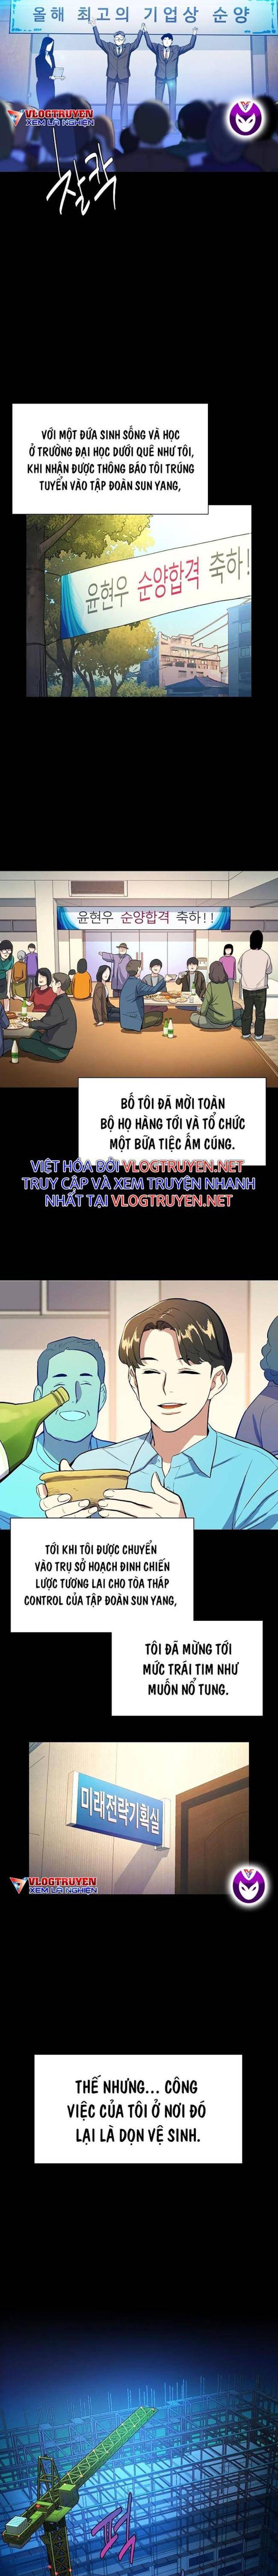 올해 최고의 기업상 순양
VLOGTRUYEN
XEM LÀ NGHIỆN
찰칵
VỚI MỘT ĐỨA SINH SỐNG VÀ HỌC
Ở TRƯỜNG ĐẠI HỌC DƯỚI QUÊ NHƯ TÔI,
KHI NHẬN ĐƯỢC THÔNG BÁO TÔI TRÚNG
TUYỂN VÀO TẬP ĐOÀN SUN YANG,
윤현우 순양합격 축하!
윤현우 순양합격 축하!!
BỐ TÔI ĐÃ MỜI TOÀN
BỘ HỌ HÀNG TỚI VÀ TỔ CHỨC
MỘT BỮA TIỆC ẤM CÚNG.
VIỆT HÓA BỞI VLOGTRUYEN.NET
TRUY CẬP VÀ XEM TRUYỆN NHANH
NHẤT TẠI VLOGTRUYEN.NET
TỚI KHI TÔI ĐƯỢC CHUYỂN
VÀO TRỤ SỞ HOẠCH ĐINH CHIẾN
LƯỢC TƯƠNG LAI CHO TÒA THÁP
CONTROL CỦA TẬP ĐOÀN SUN YANG,
TÔI ĐÃ MỪNG TỚI
MỨC TRÁI TIM NHƯ
MUỐN NỔ TUNG.
미래전략기획실
VLOGTRUYEN
XEM LÀ NGHIỆN
THẾ NHƯNG... CÔNG
VIỆC CỦA TÔI Ở NƠI ĐÓ
LẠI LÀ DỌN VỆ SINH.
퍽